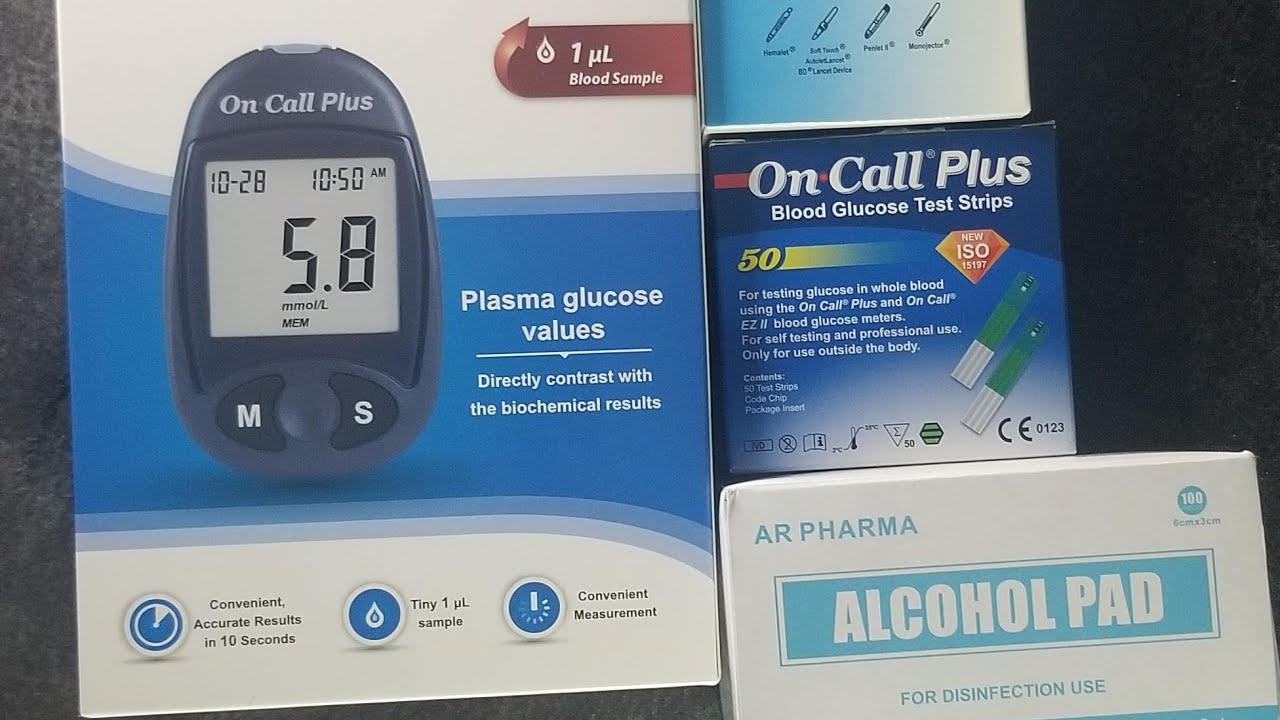 1 µL
Blood Sample
On Call Plus
10-28 10:50 AM
5.8
mmol/L
MEM
M S
Plasma glucose
values
Directly contrast with
the biochemical results
Convenient,
Accurate Results
in 10 Seconds
Tiny 1 µL
sample
Convenient
Measurement
Hemalet®
Soft Touch®
AutoletLancet®
BD® Lancet Device
Penlet II®
Monojector®
On Call® Plus
Blood Glucose Test Strips
50
NEW
ISO
15197
For testing glucose in whole blood
using the On Call® Plus and On Call®
EZ II blood glucose meters.
For self testing and professional use.
Only for use outside the body.
Contents:
50 Test Strips
Code Chip
Package Insert
IVD
2
i
2°C
35°C
Σ
50
CE 0123
AR PHARMA
100
6cmx3cm
ALCOHOL PAD
FOR DISINFECTION USE